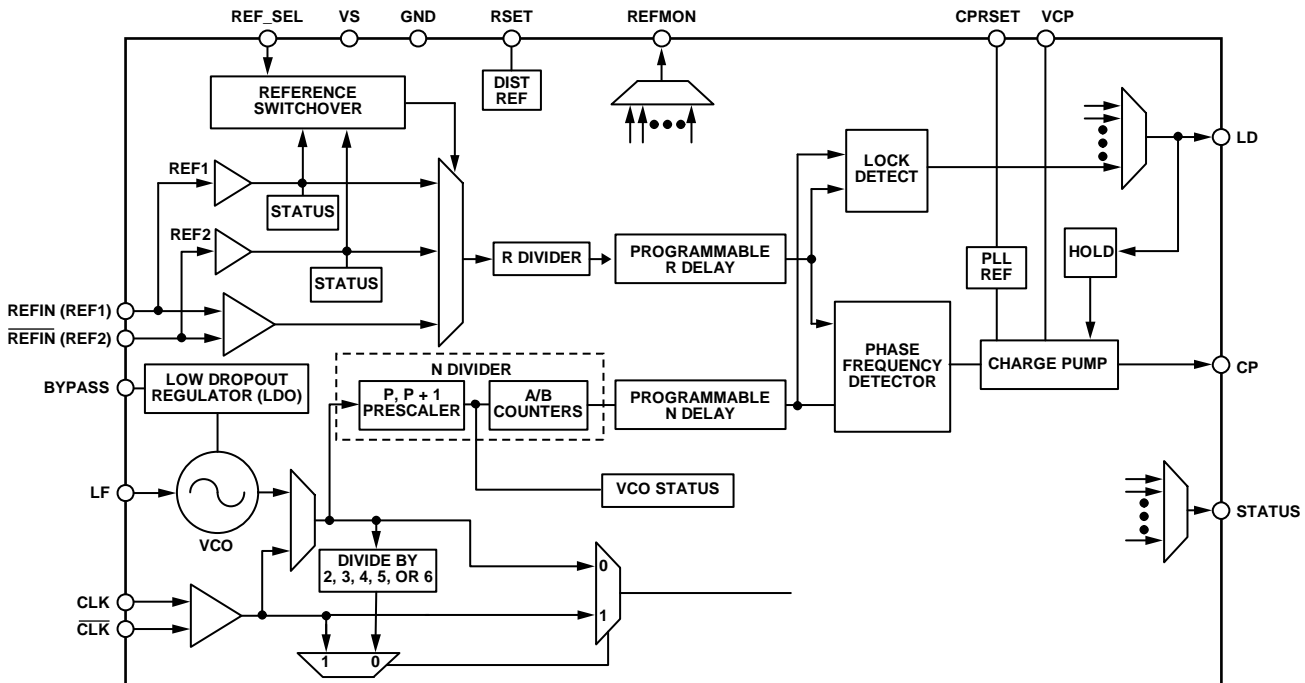 REF_SEL
VS
GND
RSET
REFMON
CPRSET
VCP
REFERENCE
SWITCHOVER
DIST
REF
REF1
STATUS
REF2
STATUS
LOCK
DETECT
LD
R DIVIDER
PROGRAMMABLE
R DELAY
PLL
REF
HOLD
REFIN (REF1)
REFIN (REF2)
PHASE
FREQUENCY
DETECTOR
CHARGE PUMP
CP
BYPASS
LOW DROPOUT
REGULATOR (LDO)
N DIVIDER
P, P + 1
PRESCALER
A/B
COUNTERS
PROGRAMMABLE
N DELAY
LF
VCO
VCO STATUS
STATUS
DIVIDE BY
2, 3, 4, 5, OR 6
0
1
CLK
CLK
1
0